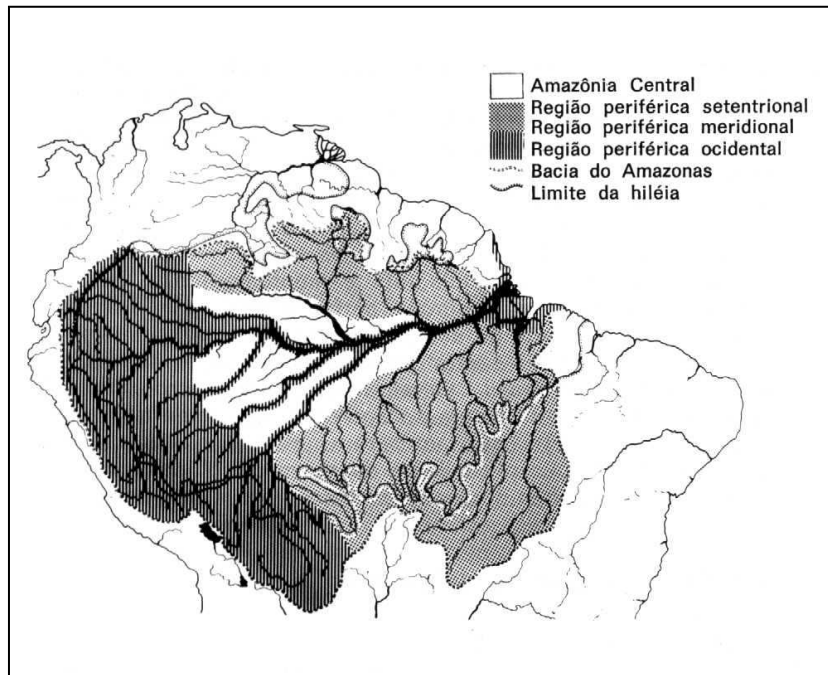 Amazônia Central
Região periférica setentrional
Região periférica meridional
Região periférica ocidental
Bacia do Amazonas
Limite da hiléia